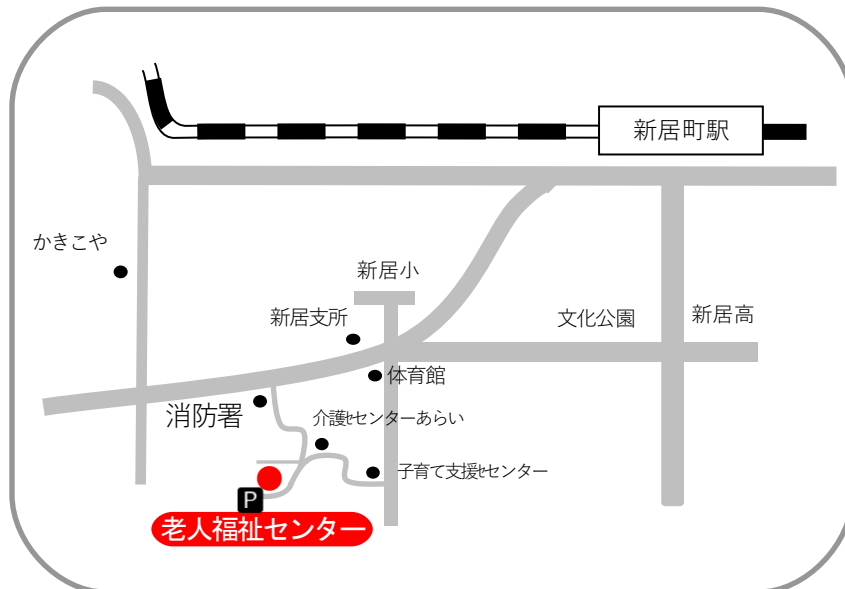 新居町駅
かきこや
新居小
新居支所
文化公園
新居高
体育館
消防署
介護センターあらい
子育て支援センター
P
老人福祉センター